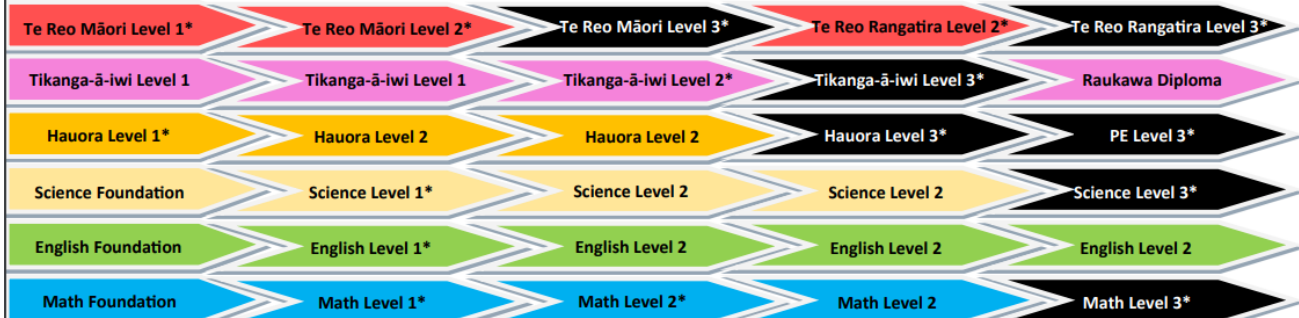 Te Reo Māori Level 1* Te Reo Māori Level 2* Te Reo Māori Level 3* Te Reo Rangatira Level 2* Te Reo Rangatira Level 3*
Tikanga-ā-iwi Level 1 Tikanga-ā-iwi Level 1 Tikanga-ā-iwi Level 2* Tikanga-ā-iwi Level 3* Raukawa Diploma
Hauora Level 1* Hauora Level 2 Hauora Level 2 Hauora Level 3* PE Level 3*
Science Foundation Science Level 1* Science Level 2 Science Level 2 Science Level 3*
English Foundation English Level 1* English Level 2 English Level 2 English Level 2
Math Foundation Math Level 1* Math Level 2* Math Level 2 Math Level 3*